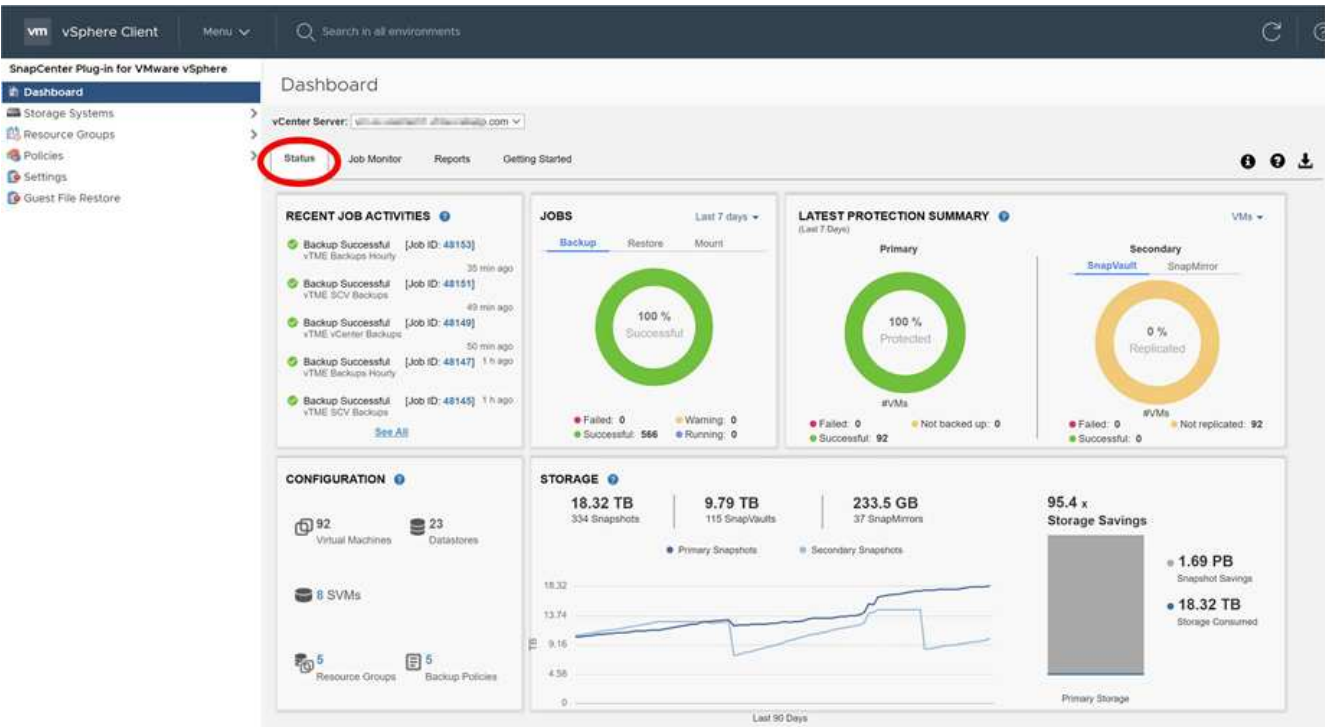 vm vSphere Client Menu Search in all environments
SnapCenter Plug-in for VMware vSphere
Dashboard
Storage Systems
Resource Groups
Policies
Settings
Guest File Restore
Dashboard
vCenter Server: .com
Status Job Monitor Reports Getting Started
RECENT JOB ACTIVITIES
Backup Successful [Job ID: 48153]
vTME Backups Hourly
35 min ago
Backup Successful [Job ID: 48151]
vTME SCV Backups
49 min ago
Backup Successful [Job ID: 48149]
vTME vCenter Backups
50 min ago
Backup Successful [Job ID: 48147] 1 h ago
vTME Backups Hourly
Backup Successful [Job ID: 48145] 1 h ago
vTME SCV Backups
See All
JOBS Last 7 days
Backup Restore Mount
100 %
Successful
Failed: 0 Warning: 0
Successful: 566 Running: 0
LATEST PROTECTION SUMMARY VMs
(Last 7 Days)
Primary
100 %
Protected
#VMs
Failed: 0 Not backed up: 0
Successful: 92
Secondary
SnapVault SnapMirror
0 %
Replicated
#VMs
Failed: 0 Not replicated: 92
Successful: 0
CONFIGURATION
92 23
Virtual Machines Datastores
8 SVMs
5 5
Resource Groups Backup Policies
STORAGE
18.32 TB 9.79 TB 233.5 GB
334 Snapshots 115 SnapVaults 37 SnapMirrors
Primary Snapshots Secondary Snapshots
18.32
13.74
9.16
4.58
0
TB
Last 90 Days
95.4 x
Storage Savings
1.69 PB
Snapshot Savings
18.32 TB
Storage Consumed
Primary Storage